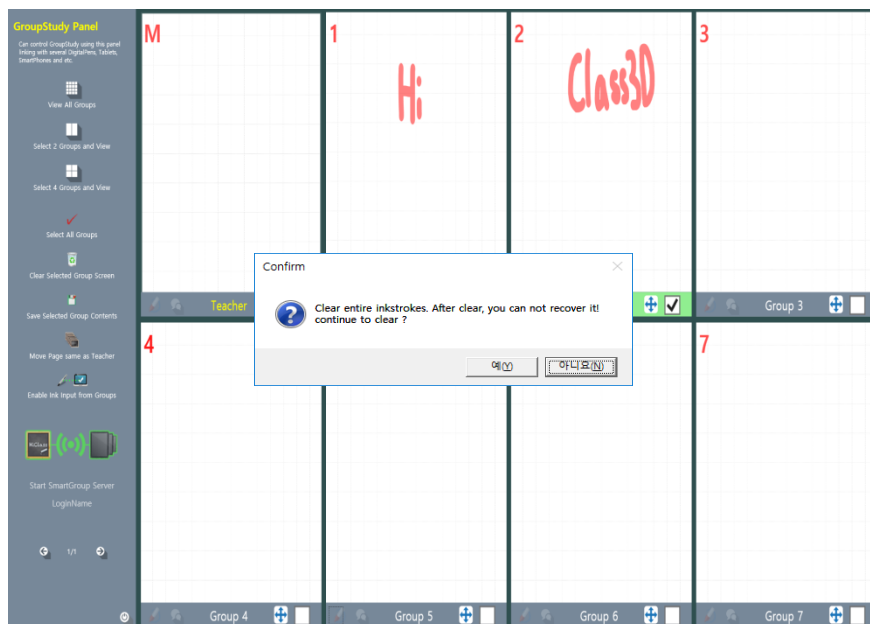 GroupStudy Panel
Can control GroupStudy using this panel
linking with several DigitalPens, Tablets,
SmartPhones and etc.
View All Groups
Select 2 Groups and View
Select 4 Groups and View
Select All Groups
Clear Selected Group Screen
Save Selected Group Contents
Move Page same as Teacher
Enable Ink Input from Groups
Start SmartGroup Server
LoginName
1/1
M
1
Hi
2
Class3D
3
Teacher
Group 3
Confirm
Clear entire inkstrokes. After clear, you can not recover it!
continue to clear ?
예(Y)
아니요(N)
4
7
Group 4
Group 5
Group 6
Group 7